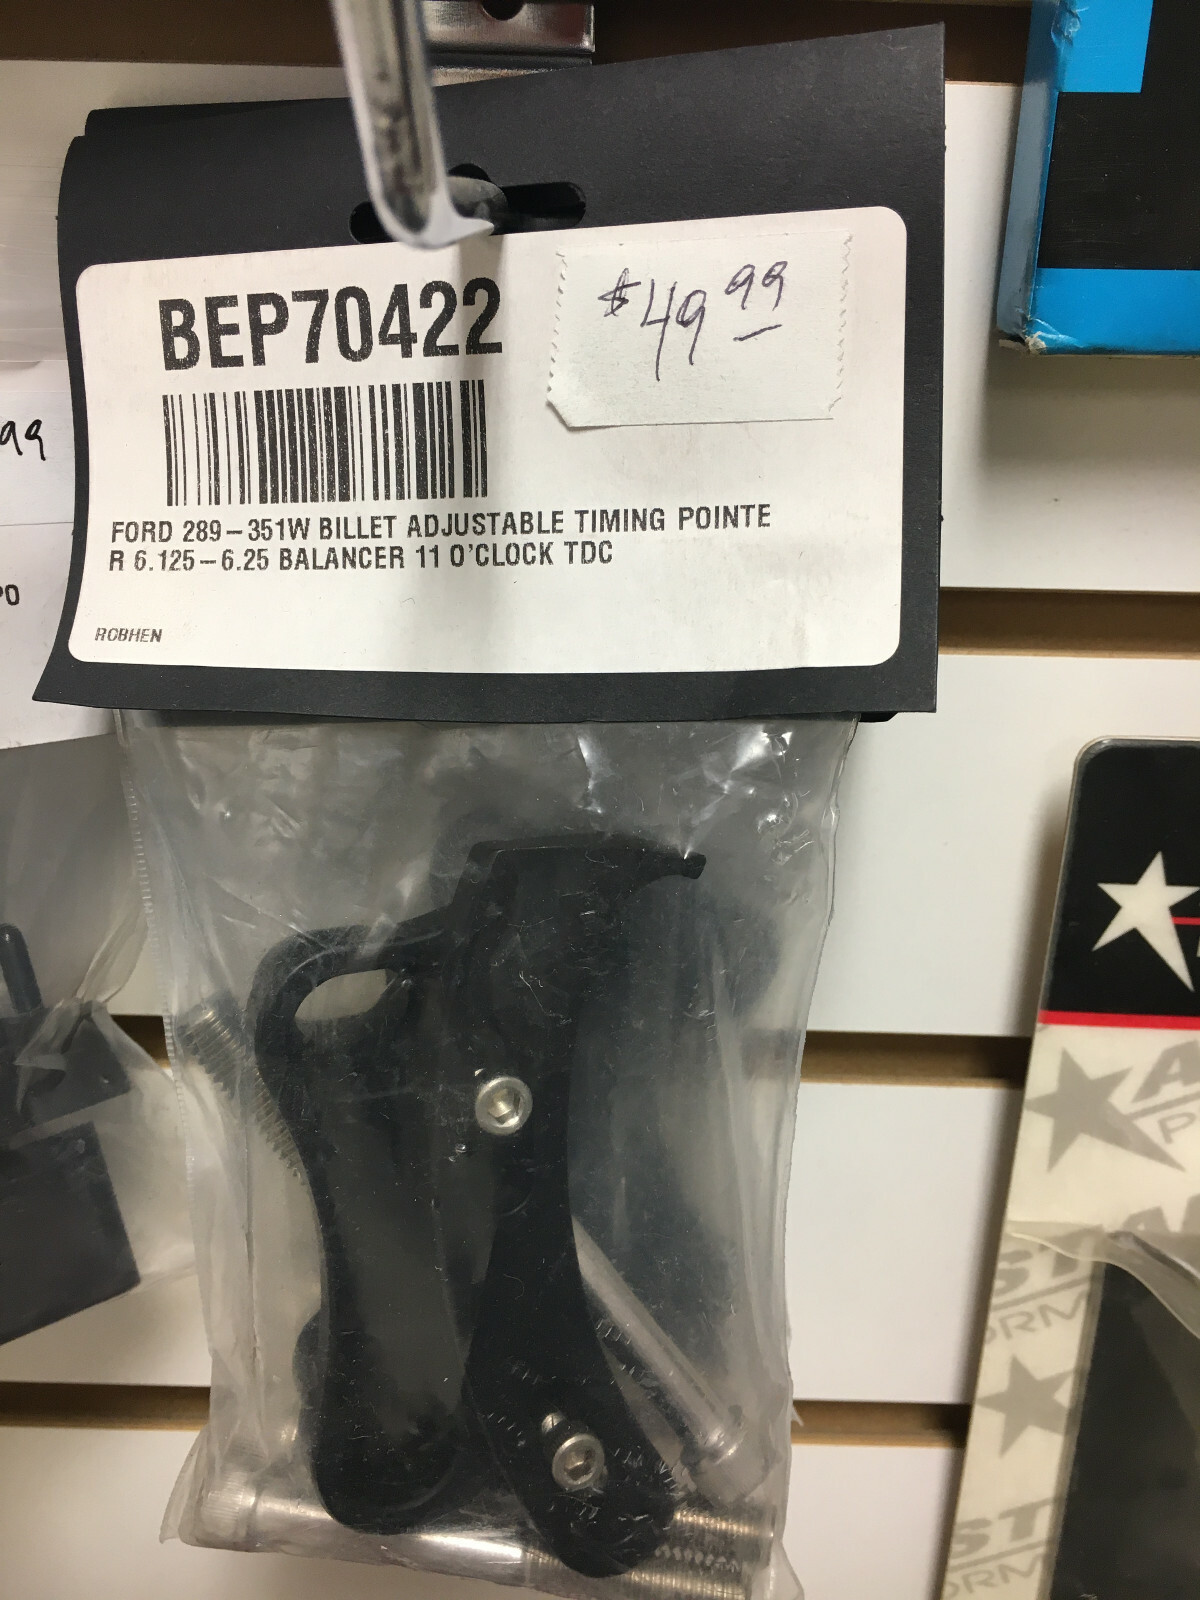 BEP70422
$49 99
FORD 289-351W BILLET ADJUSTABLE TIMING POINTE
R 6.125-6.25 BALANCER 11 O'CLOCK TDC
ROBHEN
99